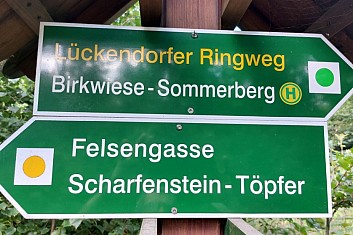 Lückendorfer Ringweg
Birkwiese - Sommerberg H
Felsengasse
Scharfenstein - Töpfer